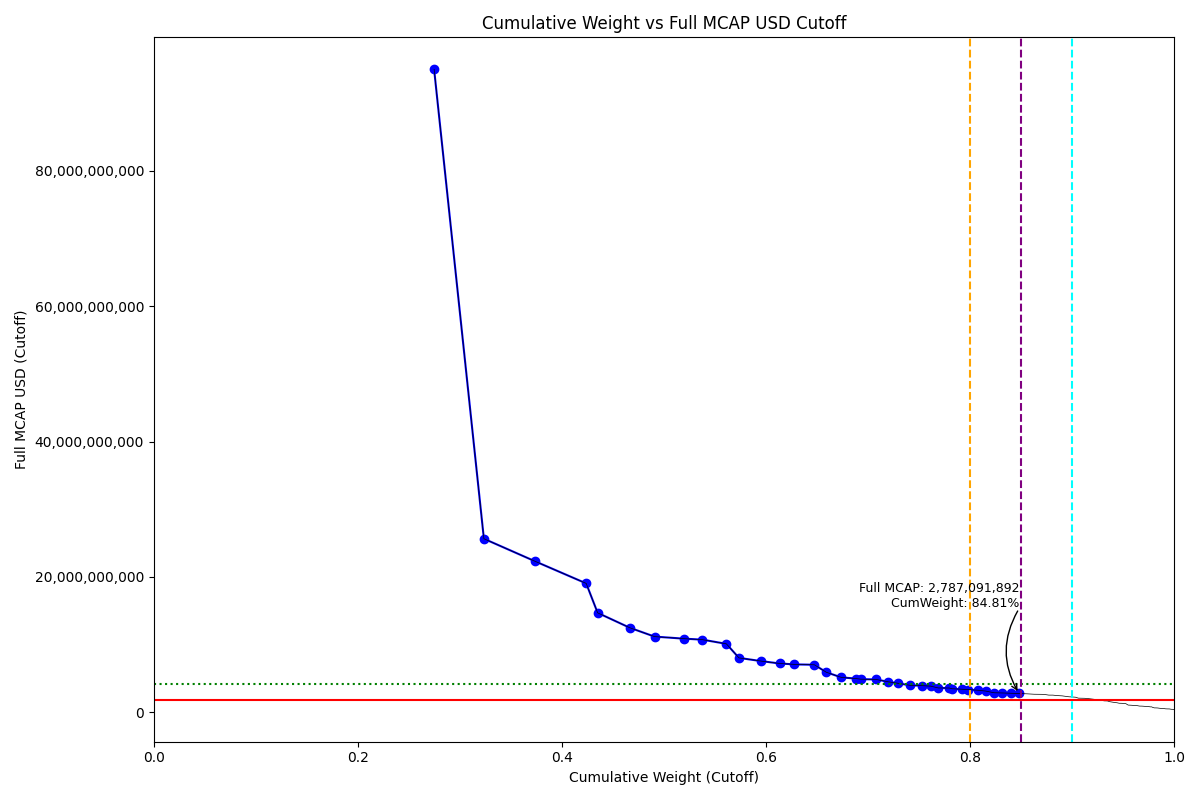 Cumulative Weight vs Full MCAP USD Cutoff
Full MCAP USD (Cutoff)
80,000,000,000
60,000,000,000
40,000,000,000
20,000,000,000
0
Full MCAP: 2,787,091,892
CumWeight: 84.81%
0.0 0.2 0.4 0.6 0.8 1.0
Cumulative Weight (Cutoff)